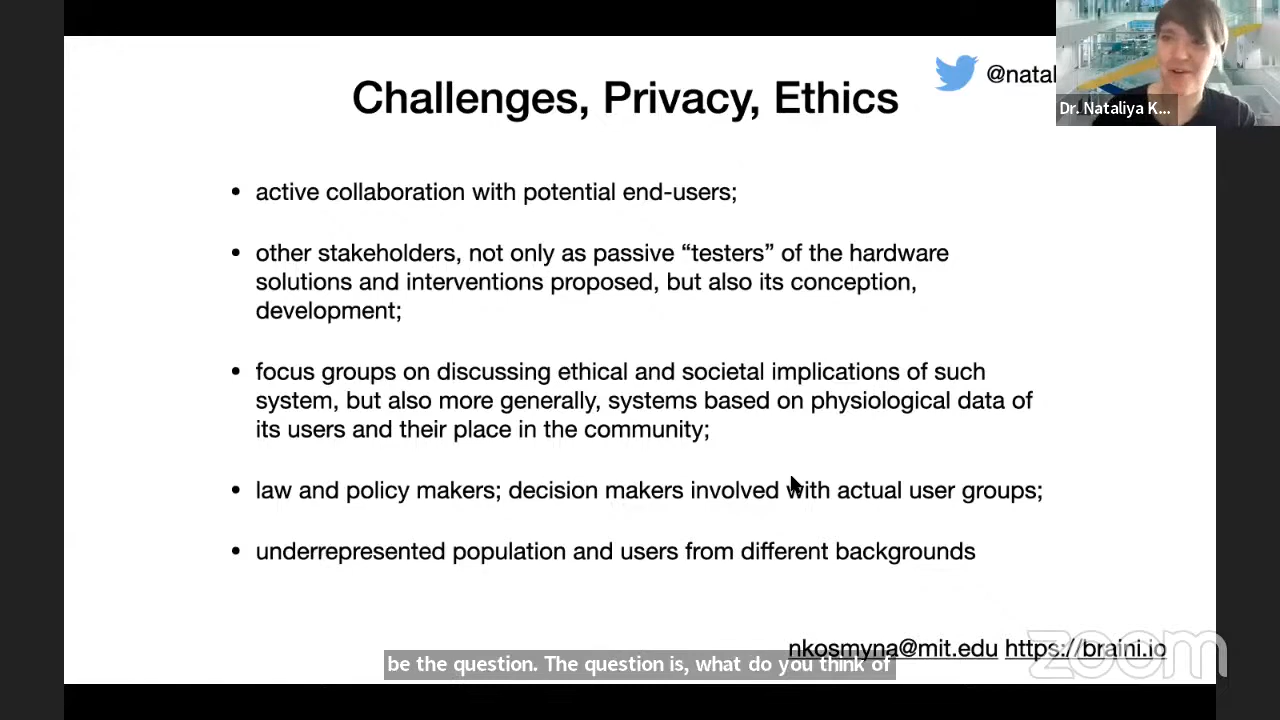 Challenges, Privacy, Ethics
@natal
Dr. Nataliya K...
• active collaboration with potential end-users;
• other stakeholders, not only as passive “testers” of the hardware
solutions and interventions proposed, but also its conception,
development;
• focus groups on discussing ethical and societal implications of such
system, but also more generally, systems based on physiological data of
its users and their place in the community;
• law and policy makers; decision makers involved with actual user groups;
• underrepresented population and users from different backgrounds
nkosmyna@mit.edu https://braini.io
zoom
be the question. The question is, what do you think of